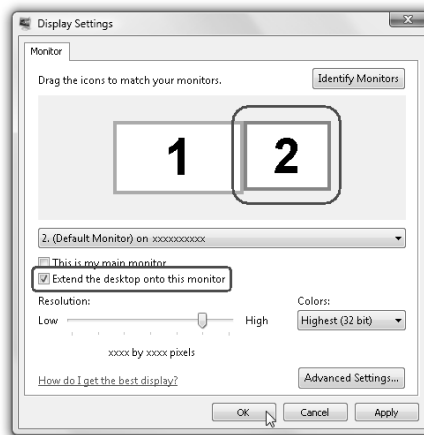 Display Settings
Monitor
Drag the icons to match your monitors.
Identify Monitors
1
2
2. (Default Monitor) on xxxxxxxxxx
This is my main monitor
Extend the desktop onto this monitor
Resolution:
Low
High
xxxx by xxxx pixels
Colors:
Highest (32 bit)
How do I get the best display?
Advanced Settings...
OK
Cancel
Apply